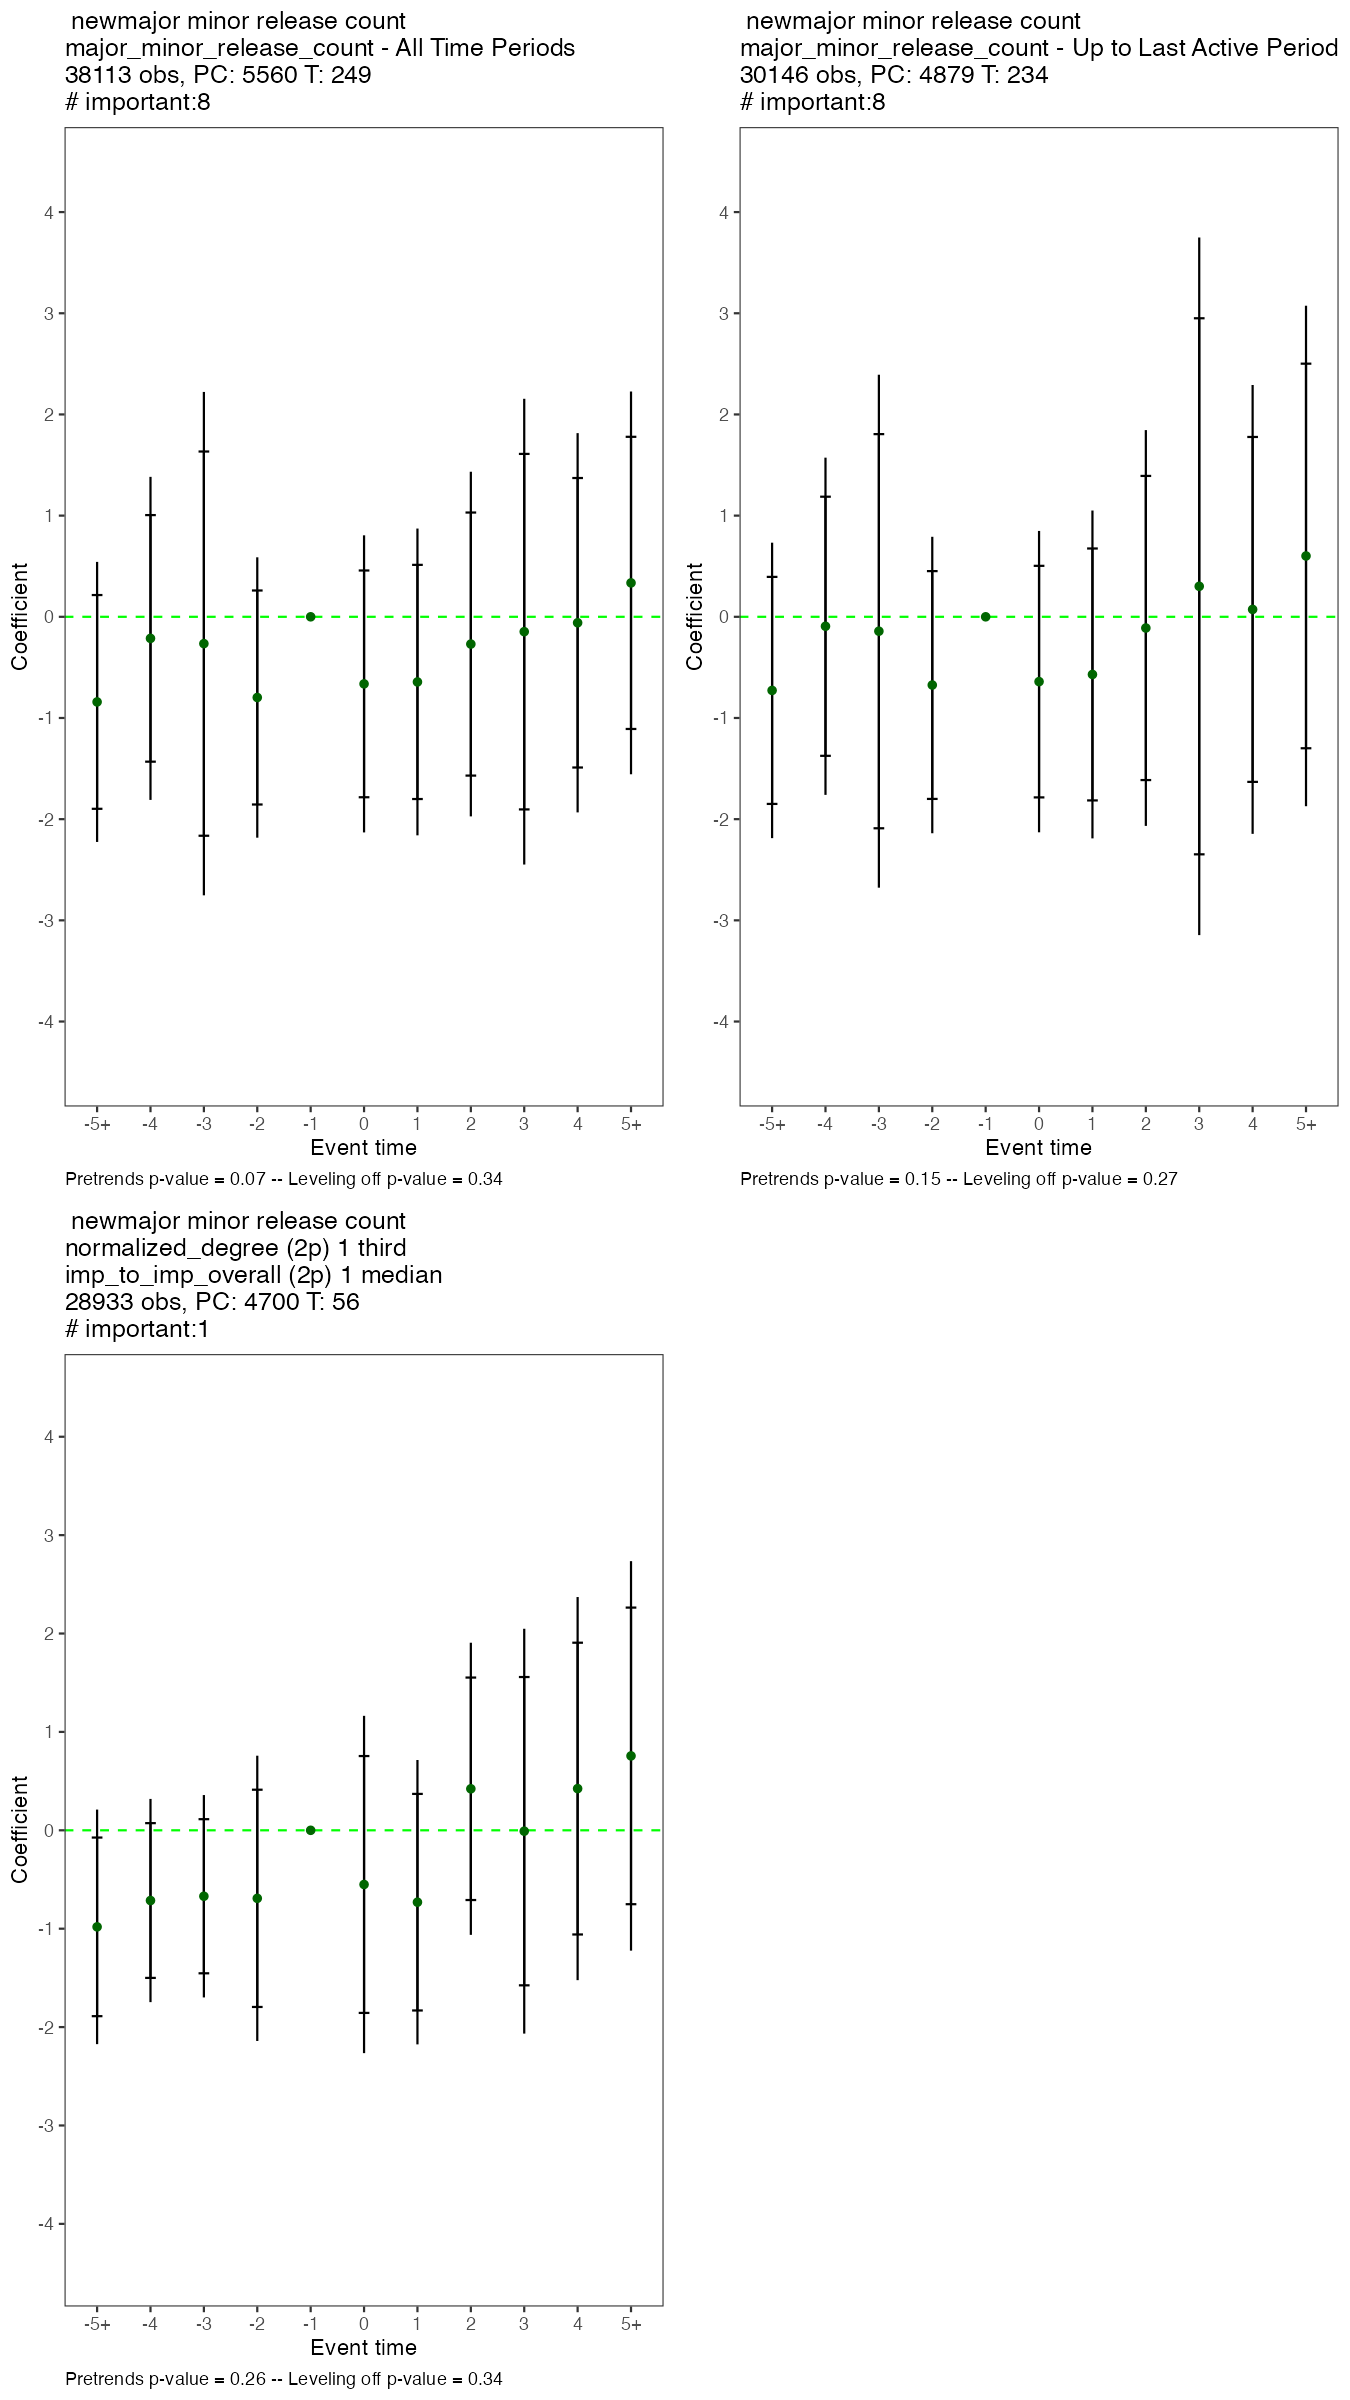 newmajor minor release count
major_minor_release_count - All Time Periods
38113 obs, PC: 5560 T: 249
# important:8
4
3
2
1
0
-1
-2
-3
-4
Coefficient
-5+ -4 -3 -2 -1 0 1 2 3 4 5+
Event time
Pretrends p-value = 0.07 -- Leveling off p-value = 0.34
newmajor minor release count
major_minor_release_count - Up to Last Active Period
30146 obs, PC: 4879 T: 234
# important:8
4
3
2
1
0
-1
-2
-3
-4
Coefficient
-5+ -4 -3 -2 -1 0 1 2 3 4 5+
Event time
Pretrends p-value = 0.15 -- Leveling off p-value = 0.27
newmajor minor release count
normalized_degree (2p) 1 third
imp_to_imp_overall (2p) 1 median
28933 obs, PC: 4700 T: 56
# important:1
4
3
2
1
0
-1
-2
-3
-4
Coefficient
-5+ -4 -3 -2 -1 0 1 2 3 4 5+
Event time
Pretrends p-value = 0.26 -- Leveling off p-value = 0.34